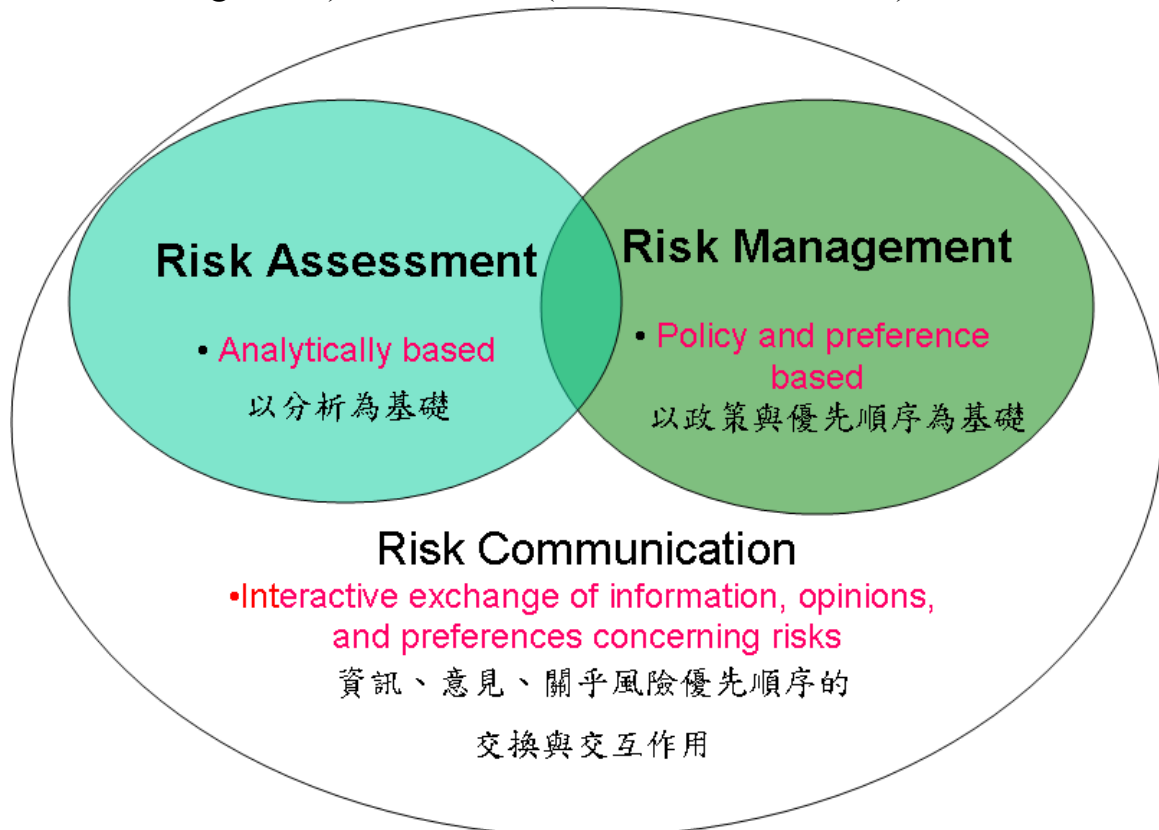 Risk Assessment
• Analytically based
以分析為基礎
Risk Management
• Policy and preference
based
以政策與優先順序為基礎
Risk Communication
•Interactive exchange of information, opinions,
and preferences concerning risks
資訊、意見、關乎風險優先順序的
交換與交互作用